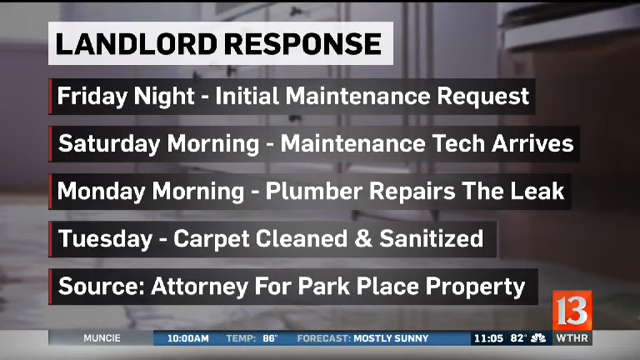 LANDLORD RESPONSE
Friday Night - Initial Maintenance Request
Saturday Morning - Maintenance Tech Arrives
Monday Morning - Plumber Repairs The Leak
Tuesday - Carpet Cleaned & Sanitized
Source: Attorney For Park Place Property
13
MUNCIE 10:00AM TEMP: 86° FORECAST: MOSTLY SUNNY 11:05 82° WTHR